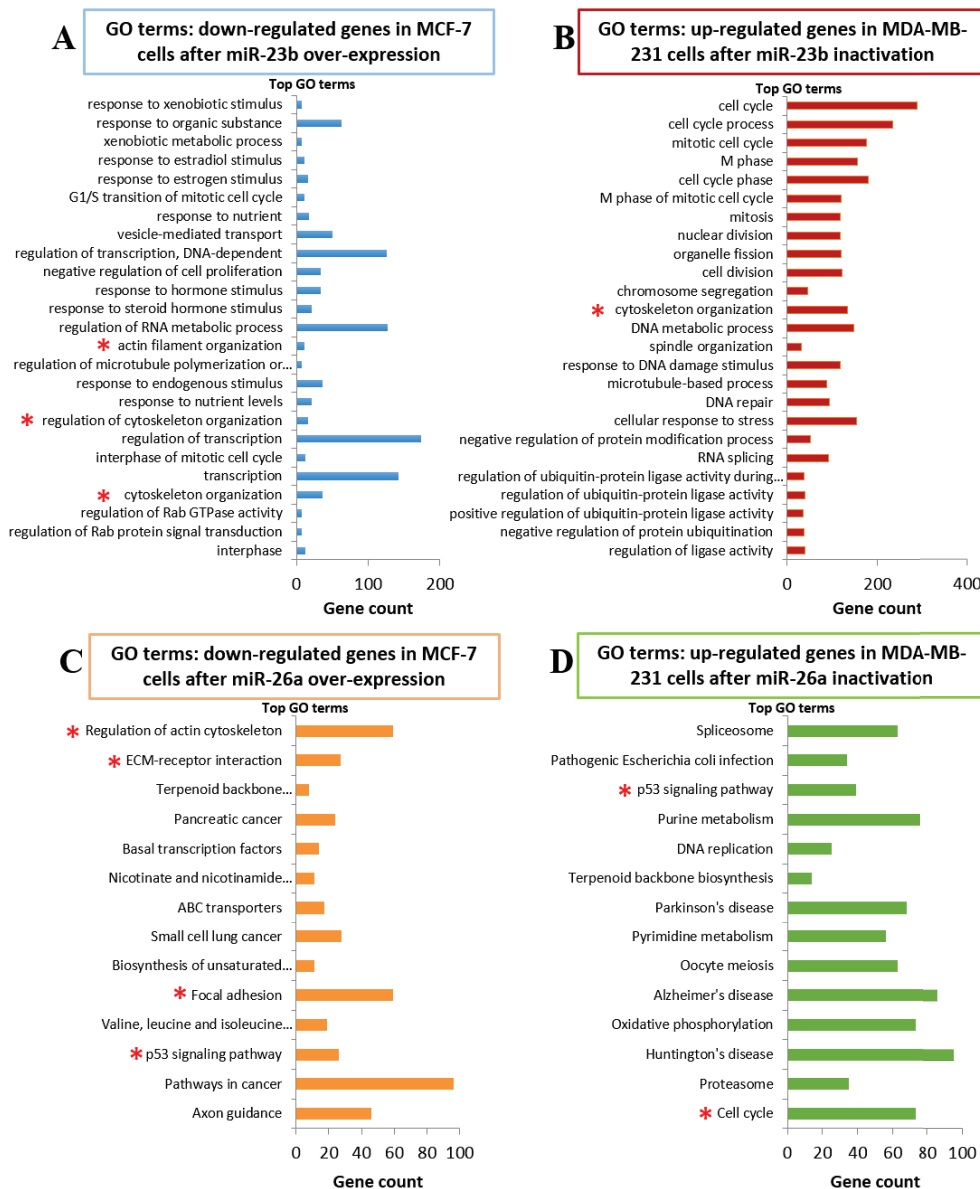 A
GO terms: down-regulated genes in MCF-7
cells after miR-23b over-expression
Top GO terms
response to xenobiotic stimulus
response to organic substance
xenobiotic metabolic process
response to estradiol stimulus
response to estrogen stimulus
G1/S transition of mitotic cell cycle
response to nutrient
vesicle-mediated transport
regulation of transcription, DNA-dependent
negative regulation of cell proliferation
response to hormone stimulus
response to steroid hormone stimulus
regulation of RNA metabolic process
* actin filament organization
regulation of microtubule polymerization or...
response to endogenous stimulus
response to nutrient levels
* regulation of cytoskeleton organization
regulation of transcription
interphase of mitotic cell cycle
transcription
* cytoskeleton organization
regulation of Rab GTPase activity
regulation of Rab protein signal transduction
interphase
0 100 200
Gene count
B
GO terms: up-regulated genes in MDA-MB-
231 cells after miR-23b inactivation
Top GO terms
cell cycle
cell cycle process
mitotic cell cycle
M phase
cell cycle phase
M phase of mitotic cell cycle
mitosis
nuclear division
organelle fission
cell division
chromosome segregation
* cytoskeleton organization
DNA metabolic process
spindle organization
response to DNA damage stimulus
microtubule-based process
DNA repair
cellular response to stress
negative regulation of protein modification process
RNA splicing
regulation of ubiquitin-protein ligase activity during...
regulation of ubiquitin-protein ligase activity
positive regulation of ubiquitin-protein ligase activity
negative regulation of protein ubiquitination
regulation of ligase activity
0 200 400
Gene count
C
GO terms: down-regulated genes in MCF-7
cells after miR-26a over-expression
Top GO terms
* Regulation of actin cytoskeleton
* ECM-receptor interaction
Terpenoid backbone...
Pancreatic cancer
Basal transcription factors
Nicotinate and nicotinamide...
ABC transporters
Small cell lung cancer
Biosynthesis of unsaturated...
* Focal adhesion
Valine, leucine and isoleucine...
* p53 signaling pathway
Pathways in cancer
Axon guidance
0 20 40 60 80 100
Gene count
D
GO terms: up-regulated genes in MDA-MB-
231 cells after miR-26a inactivation
Top GO terms
Spliceosome
Pathogenic Escherichia coli infection
* p53 signaling pathway
Purine metabolism
DNA replication
Terpenoid backbone biosynthesis
Parkinson's disease
Pyrimidine metabolism
Oocyte meiosis
Alzheimer's disease
Oxidative phosphorylation
Huntington's disease
Proteasome
* Cell cycle
0 20 40 60 80 100
Gene count